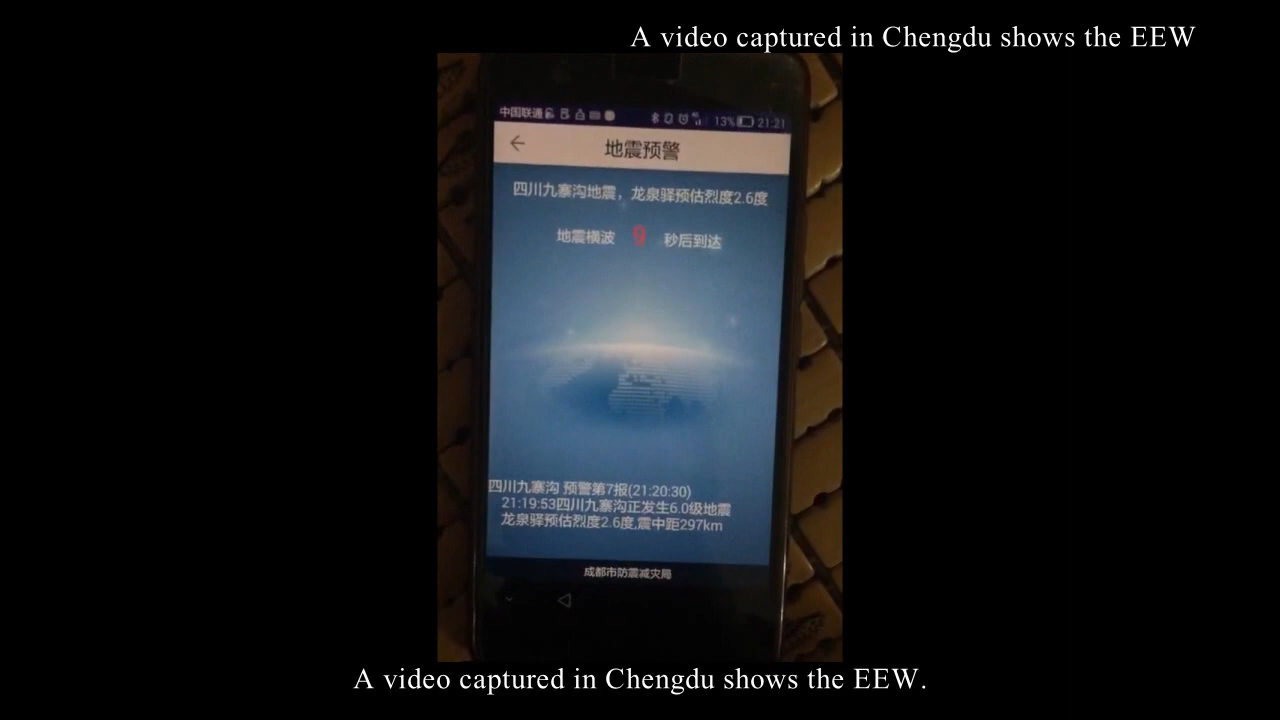 A video captured in Chengdu shows the EEW
中国联通 13% 21:21
地震预警
四川九寨沟地震，龙泉驿预估烈度2.6度
地震横波 9 秒后到达
四川九寨沟 预警第7报(21:20:30)
21:19:53四川九寨沟正发生6.0级地震
龙泉驿预估烈度2.6度,震中距297km
成都市防震减灾局
A video captured in Chengdu shows the EEW.